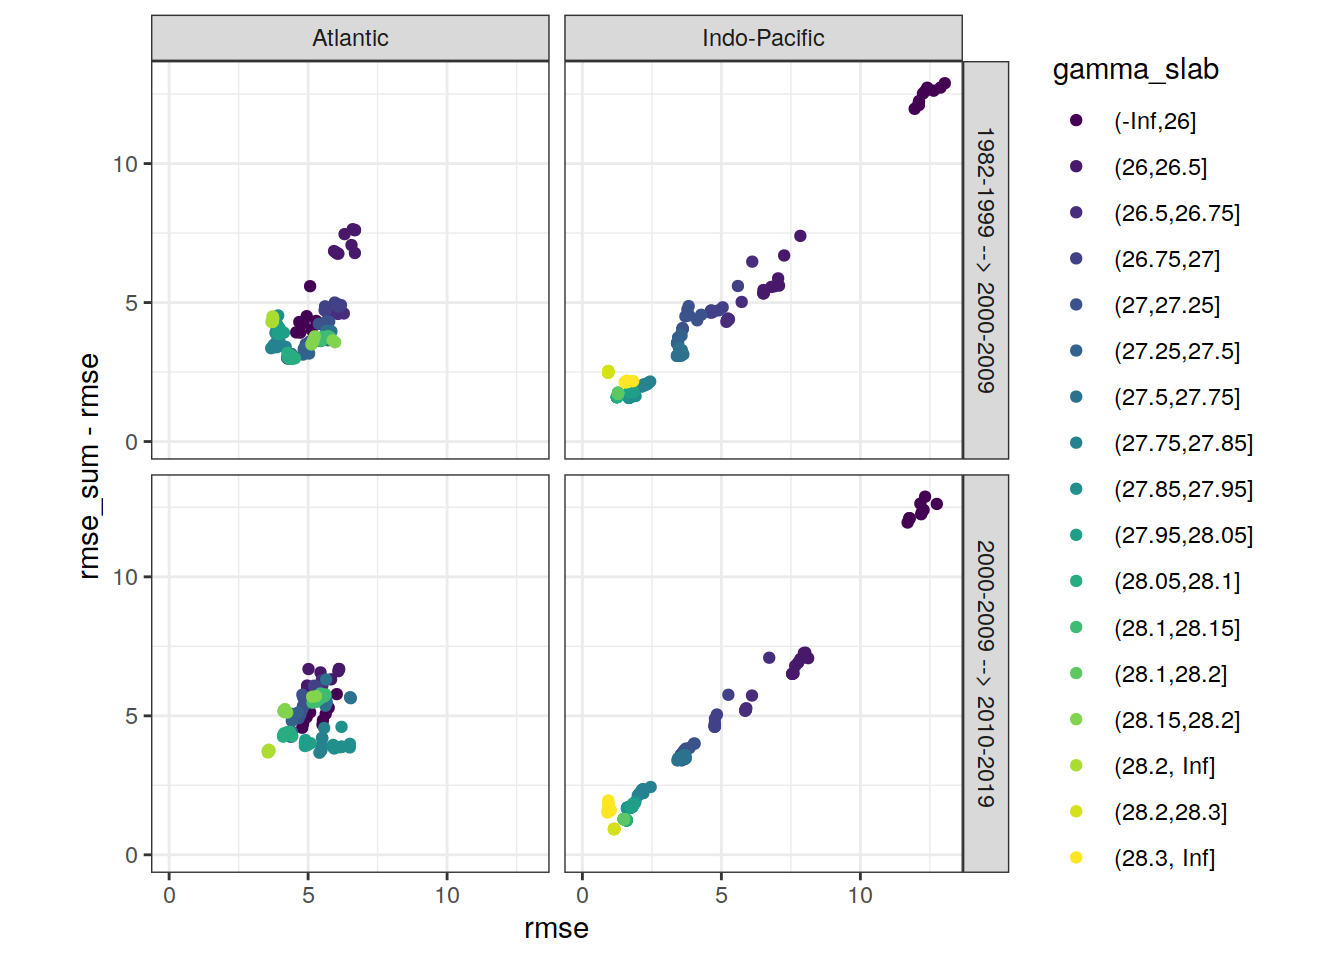 Atlantic
Indo-Pacific
1982-1999 --> 2000-2009
2000-2009 --> 2010-2019
10
5
0
10
5
0
0
5
10
0
5
10
rmse_sum - rmse
rmse
gamma_slab
(-Inf,26]
(26,26.5]
(26.5,26.75]
(26.75,27]
(27,27.25]
(27.25,27.5]
(27.5,27.75]
(27.75,27.85]
(27.85,27.95]
(27.95,28.05]
(28.05,28.1]
(28.1,28.15]
(28.1,28.2]
(28.15,28.2]
(28.2, Inf]
(28.2,28.3]
(28.3, Inf]